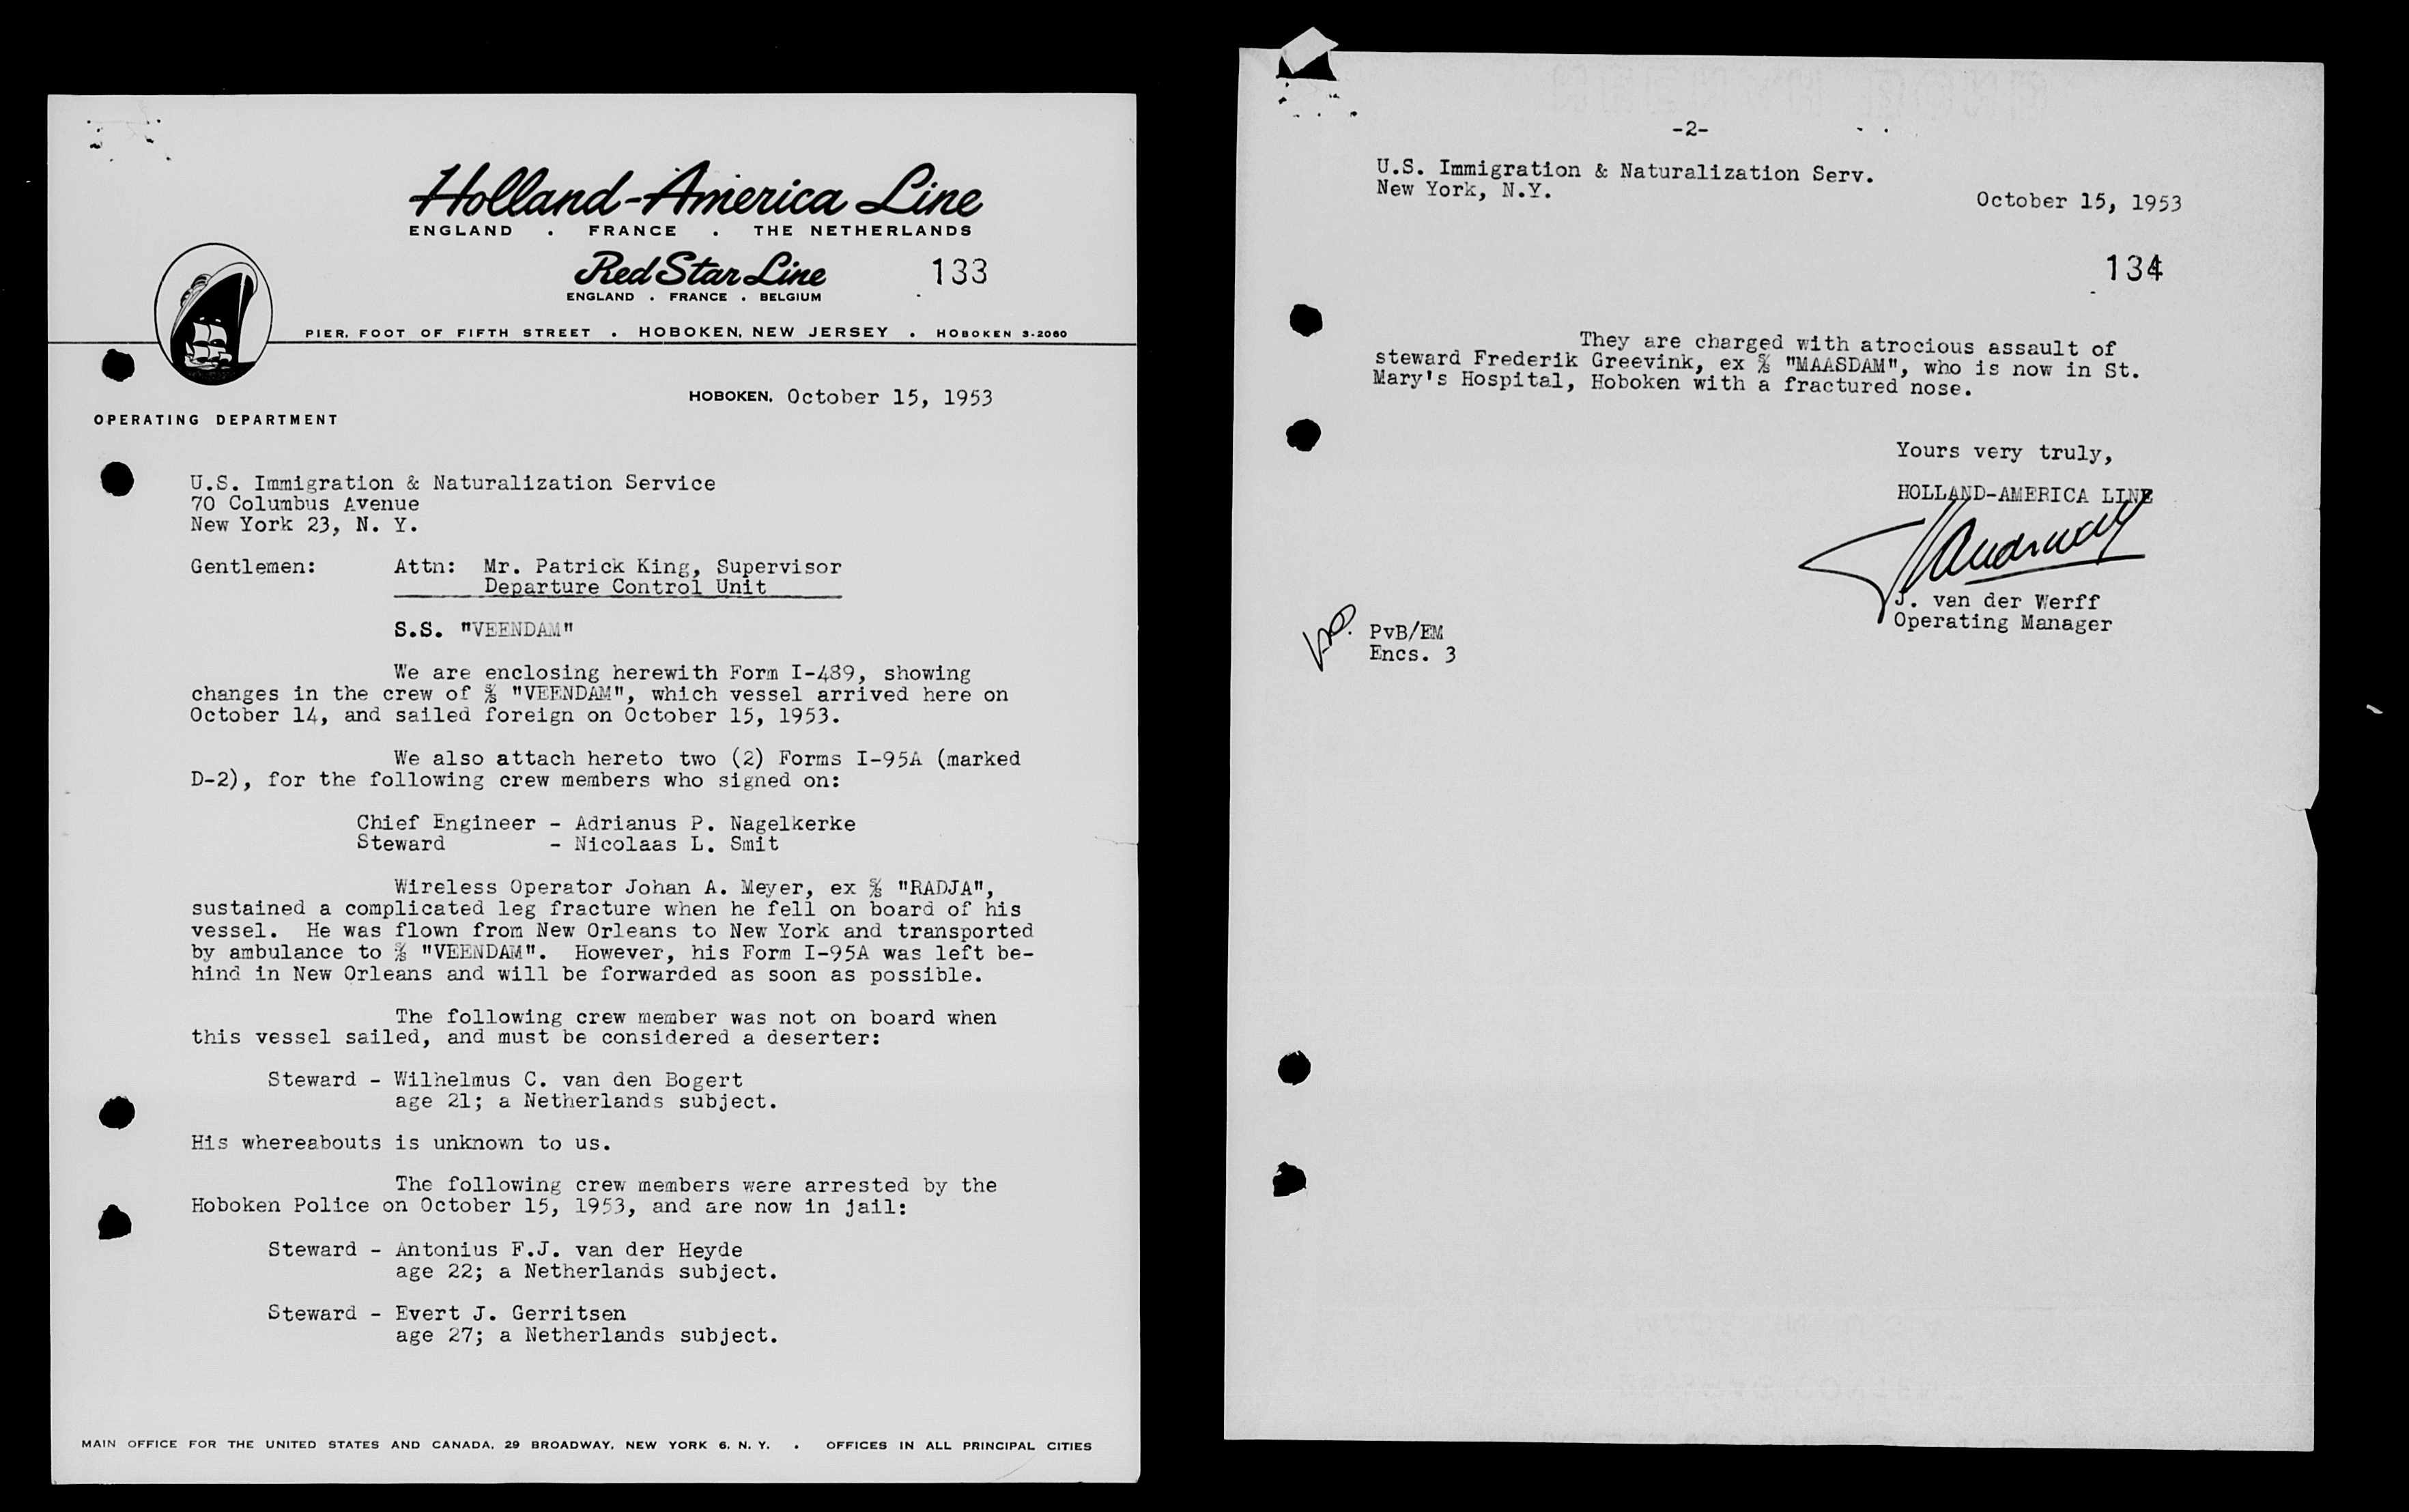 Holland-America Line
ENGLAND . FRANCE . THE NETHERLANDS
Red Star Line 133
ENGLAND . FRANCE . BELGIUM
PIER, FOOT OF FIFTH STREET . HOBOKEN, NEW JERSEY . HOBOKEN 3-2060
HOBOKEN, October 15, 1953
OPERATING DEPARTMENT
U.S. Immigration & Naturalization Service
70 Columbus Avenue
New York 23, N. Y.
Gentlemen: Attn: Mr. Patrick King, Supervisor
Departure Control Unit
S.S. "VEENDAM"
We are enclosing herewith Form I-489, showing
changes in the crew of S/S "VEENDAM", which vessel arrived here on
October 14, and sailed foreign on October 15, 1953.
We also attach hereto two (2) Forms I-95A (marked
D-2), for the following crew members who signed on:
Chief Engineer - Adrianus P. Nagelkerke
Steward - Nicolaas L. Smit
Wireless Operator Johan A. Meyer, ex S/S "RADJA",
sustained a complicated leg fracture when he fell on board of his
vessel. He was flown from New Orleans to New York and transported
by ambulance to S/S "VEENDAM". However, his Form I-95A was left be-
hind in New Orleans and will be forwarded as soon as possible.
The following crew member was not on board when
this vessel sailed, and must be considered a deserter:
Steward - Wilhelmus C. van den Bogert
age 21; a Netherlands subject.
His whereabouts is unknown to us.
The following crew members were arrested by the
Hoboken Police on October 15, 1953, and are now in jail:
Steward - Antonius F.J. van der Heyde
age 22; a Netherlands subject.
Steward - Evert J. Gerritsen
age 27; a Netherlands subject.
MAIN OFFICE FOR THE UNITED STATES AND CANADA, 29 BROADWAY, NEW YORK 6, N. Y. . OFFICES IN ALL PRINCIPAL CITIES
-2-
U.S. Immigration & Naturalization Serv.
New York, N.Y.
October 15, 1953
134
They are charged with atrocious assault of
steward Frederik Greevink, ex S/S "MAASDAM", who is now in St.
Mary's Hospital, Hoboken with a fractured nose.
Yours very truly,
HOLLAND-AMERICA LINE
J. van der Werff
Operating Manager
PvB/EM
Encs. 3